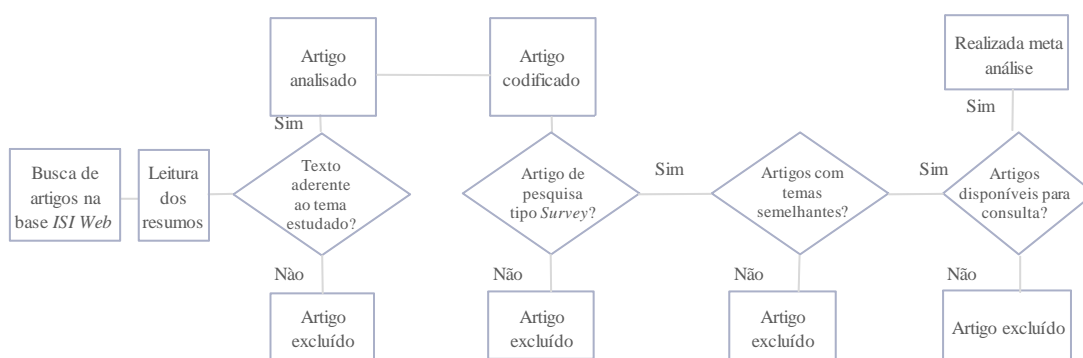 Artigo
analisado
Artigo
codificado
Realizada meta
análise
Sim
Sim
Busca de
artigos na
base ISI Web
Leitura
dos
resumos
Texto
aderente
ao tema
estudado?
Artigo de
pesquisa
tipo Survey?
Sim
Artigos com
temas
semelhantes?
Sim
Artigos
disponíveis para
consulta?
Nào
Não
Não
Não
Artigo
excluído
Artigo
excluído
Artigo
excluído
Artigo excluído